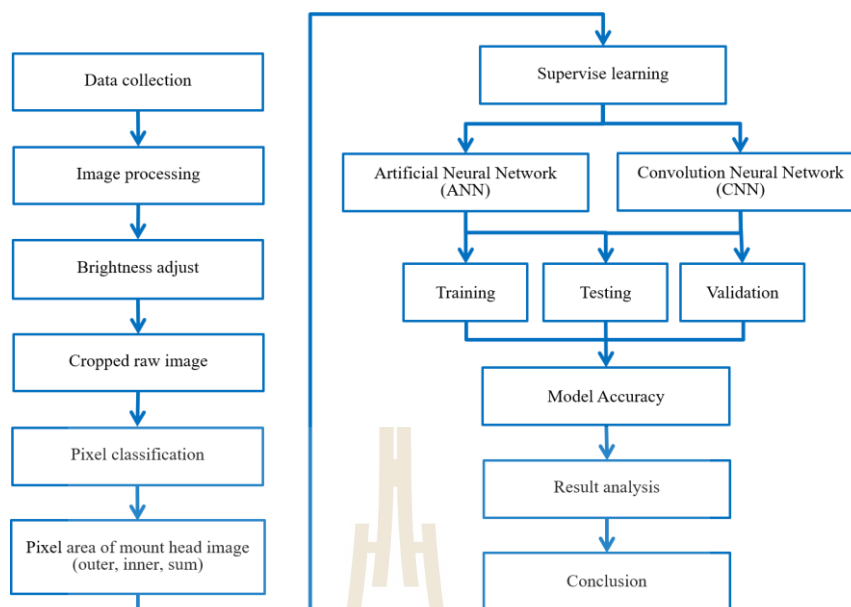 Data collection
Image processing
Brightness adjust
Cropped raw image
Pixel classification
Pixel area of mount head image
(outer, inner, sum)
Supervise learning
Artificial Neural Network
(ANN)
Convolution Neural Network
(CNN)
Training
Testing
Validation
Model Accuracy
Result analysis
Conclusion